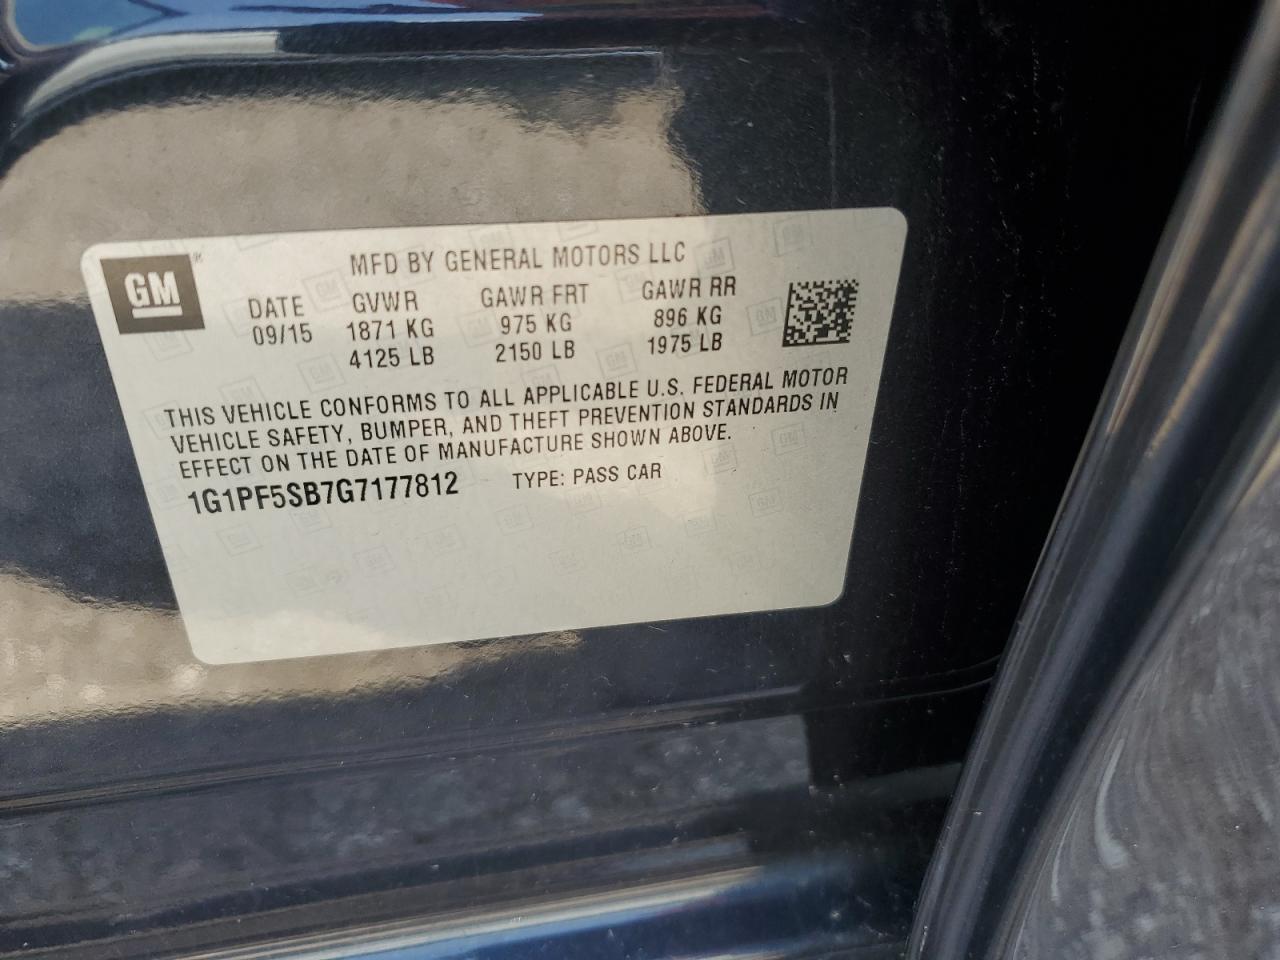 GM
MFD BY GENERAL MOTORS LLC
DATE GVWR GAWR FRT GAWR RR
09/15 1871 KG 975 KG 896 KG
4125 LB 2150 LB 1975 LB
THIS VEHICLE CONFORMS TO ALL APPLICABLE U.S. FEDERAL MOTOR
VEHICLE SAFETY, BUMPER, AND THEFT PREVENTION STANDARDS IN
EFFECT ON THE DATE OF MANUFACTURE SHOWN ABOVE.
1G1PF5SB7G7177812 TYPE: PASS CAR